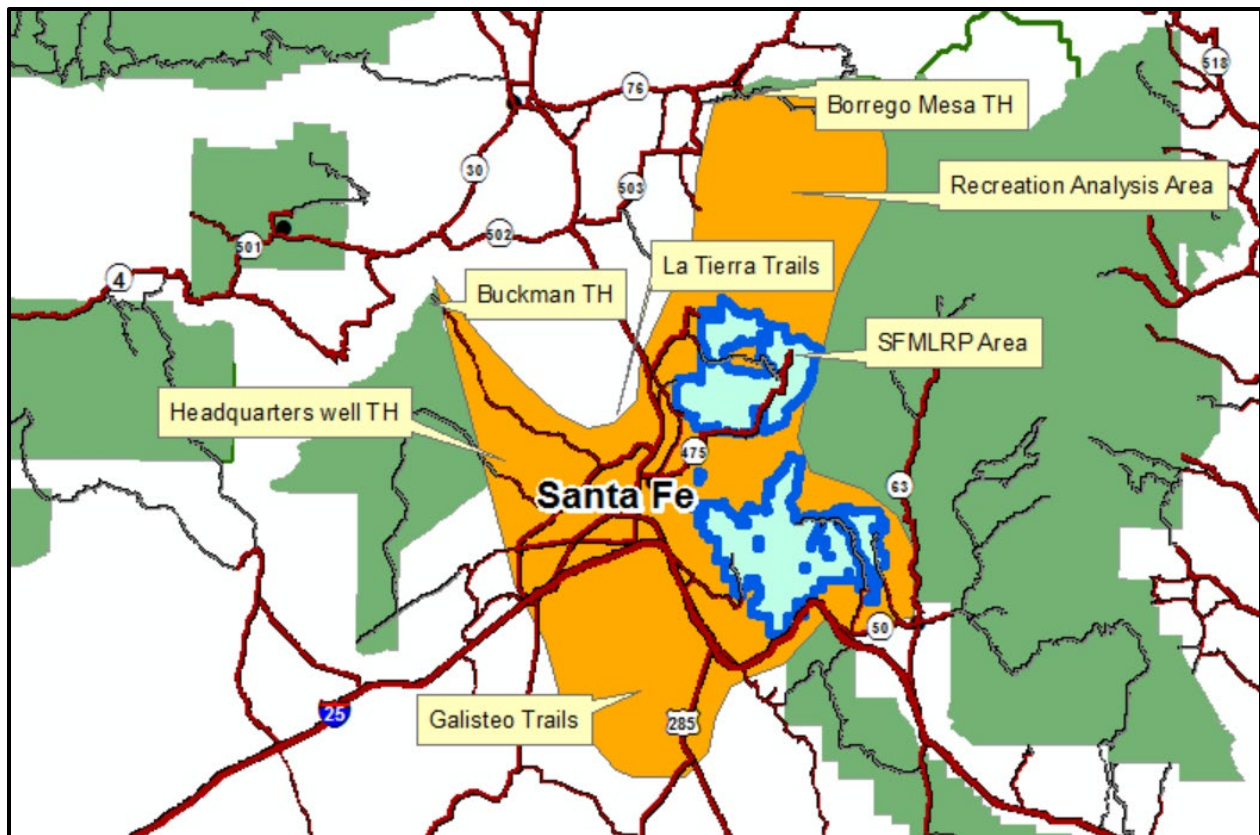 518
76
Borrego Mesa TH
30
503
Recreation Analysis Area
502
501
La Tierra Trails
4
Buckman TH
SFMLRP Area
Headquarters well TH
475
63
Santa Fe
50
25
Galisteo Trails
285